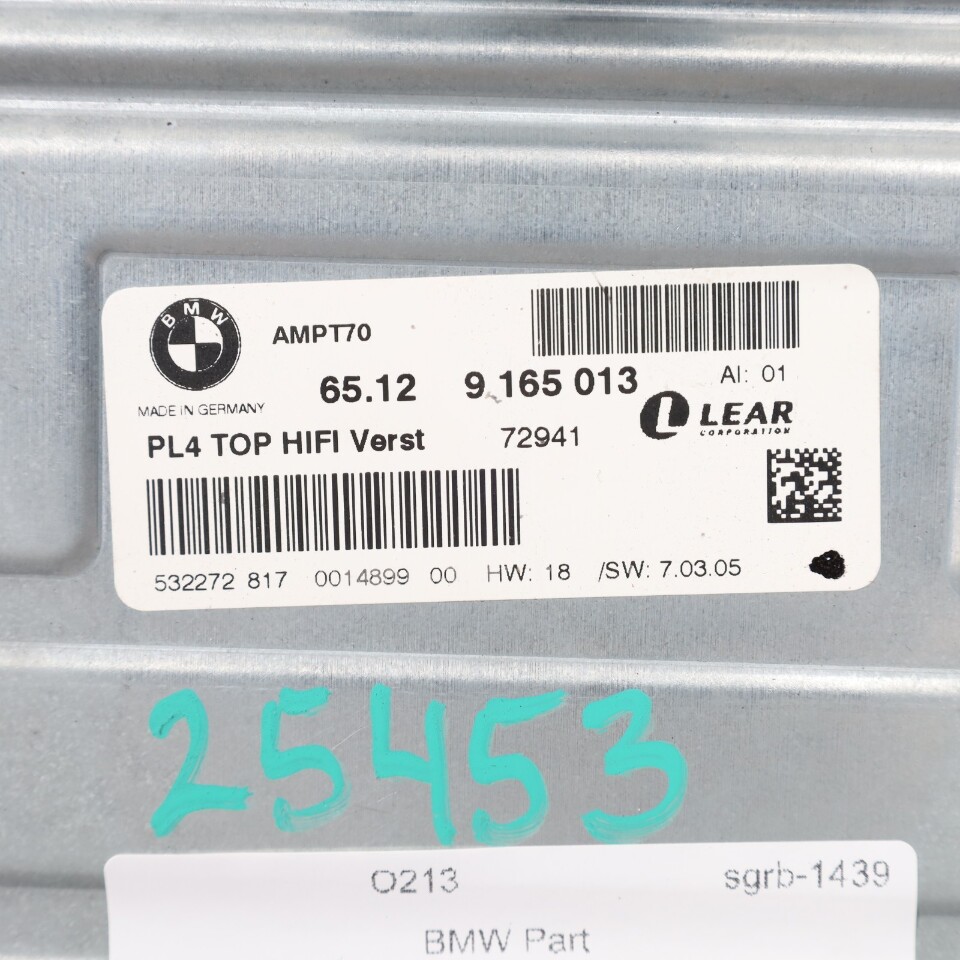 BMW
AMPT70
65.12 9 165 013 AI: 01
MADE IN GERMANY
LEAR
CORPORATION
PL4 TOP HIFI Verst 72941
532272 817 0014899 00 HW: 18 /SW: 7.03.05
25453
O213 sgrb-1439
BMW Part